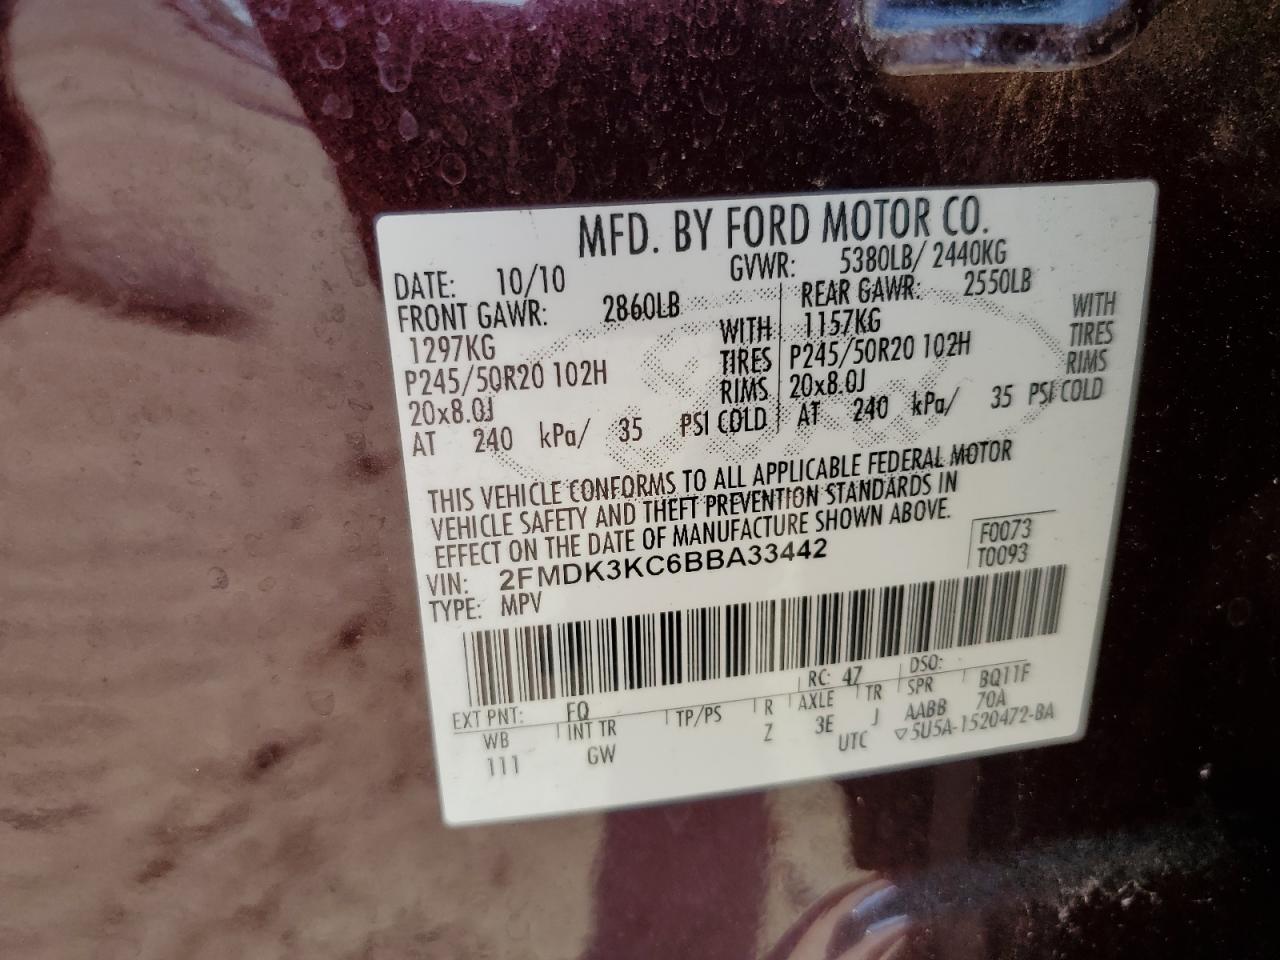 MFD. BY FORD MOTOR CO.
DATE: 10/10 GVWR: 5380LB/ 2440KG
FRONT GAWR: 2860LB REAR GAWR: 2550LB
1297KG WITH 1157KG WITH
P245/50R20 102H TIRES P245/50R20 102H TIRES
20x8.0J RIMS 20x8.0J RIMS
AT 240 kPa/ 35 PSI COLD AT 240 kPa/ 35 PSI COLD
THIS VEHICLE CONFORMS TO ALL APPLICABLE FEDERAL MOTOR
VEHICLE SAFETY AND THEFT PREVENTION STANDARDS IN
EFFECT ON THE DATE OF MANUFACTURE SHOWN ABOVE.
VIN: 2FMDK3KC6BBA33442 F0073
TYPE: MPV T0093
EXT PNT: FQ RC: 47 DSO:
WB INT TR TP/PS R AXLE TR SPR BQ11F
111 GW Z 3E J AABB 70A
UTC ▽5U5A-1520472-BA